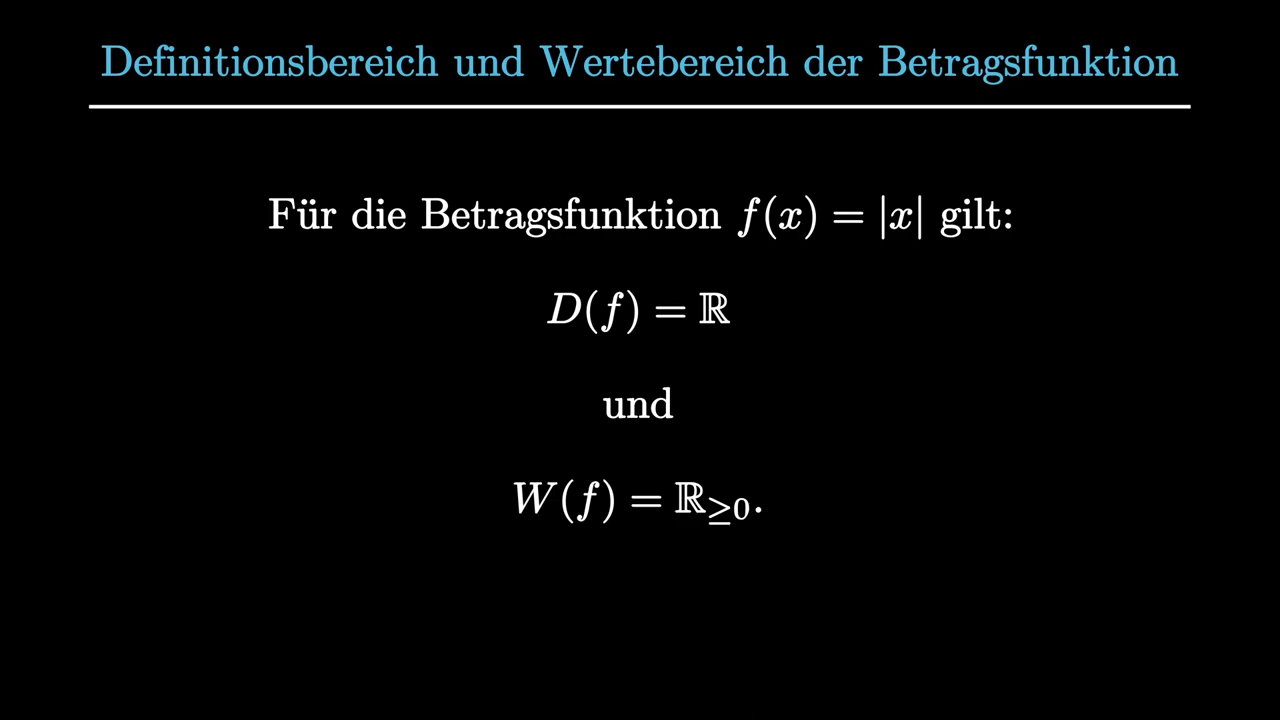 Definitionsbereich und Wertebereich der Betragsfunktion
Für die Betragsfunktion f(x) = |x| gilt:
D(f) = ℝ
und
W(f) = ℝ≥0.